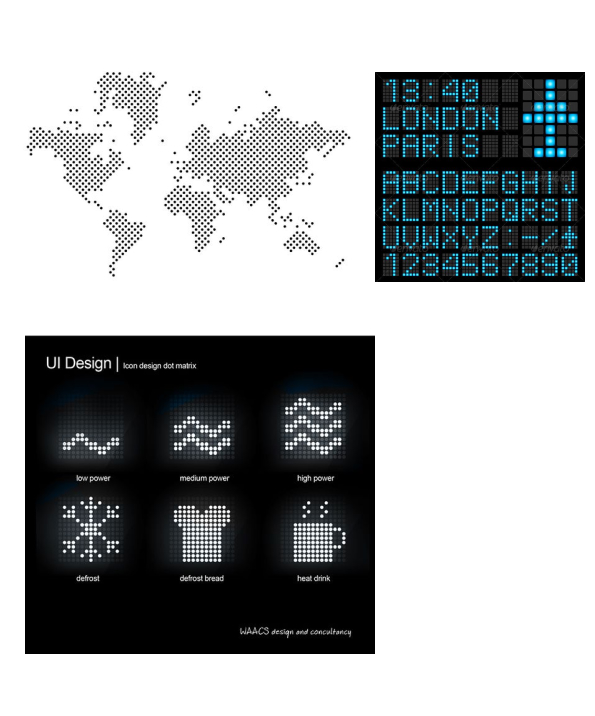 13:40
LONDON
PARIS
ABCDEFGHIJ
KLMNOPQRST
UVWXYZ:-/±
1234567890
UI Design | Icon design dot matrix
low power
medium power
high power
defrost
defrost bread
heat drink
WAACS design and concultancy